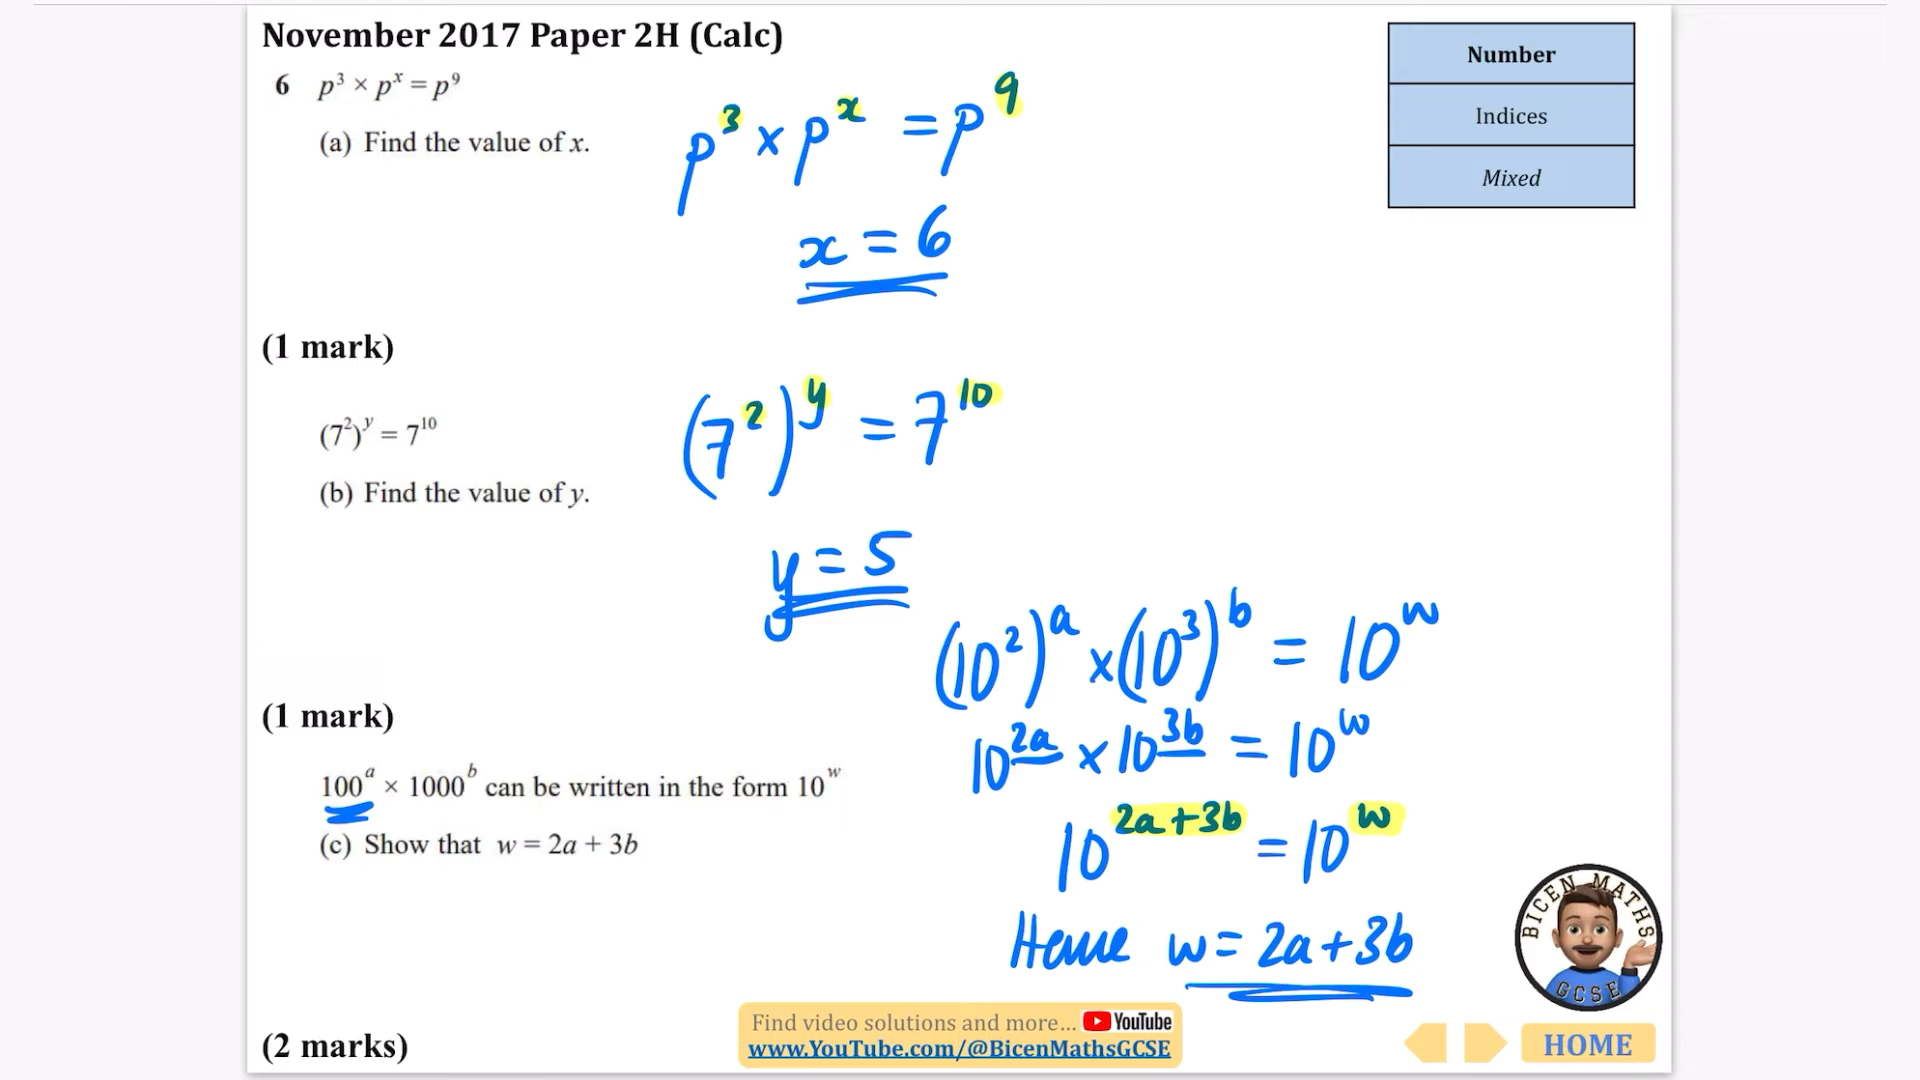 November 2017 Paper 2H (Calc)
Number
Indices
Mixed
6 p³ × pˣ = p⁹
(a) Find the value of x.
p³ × pˣ = p⁹
x = 6
(1 mark)
(7²)ʸ = 7¹⁰
(b) Find the value of y.
(7²)ʸ = 7¹⁰
y = 5
(1 mark)
100ᵃ × 1000ᵇ can be written in the form 10ʷ
(c) Show that w = 2a + 3b
(10²)ᵃ × (10³)ᵇ = 10ʷ
10²ᵃ × 10³ᵇ = 10ʷ
10²ᵃ⁺³ᵇ = 10ʷ
Hence w = 2a + 3b
(2 marks)
Find video solutions and more... YouTube
www.YouTube.com/@BicenMathsGCSE
BICEN MATHS
GCSE
HOME